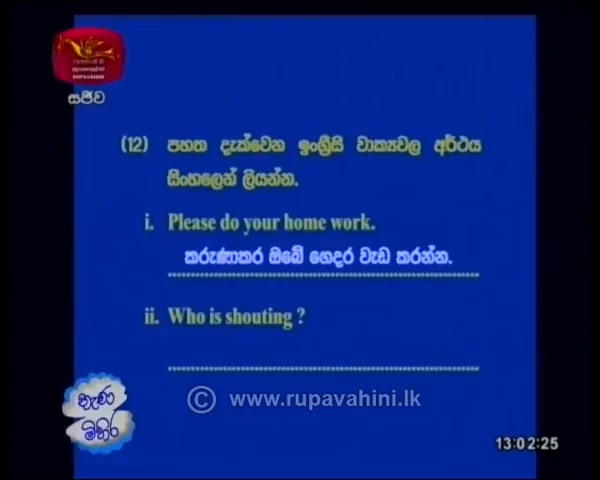 සජීව
(12) පහත දැක්වෙන ඉංග්‍රීසි වාක්‍යවල අර්ථය
සිංහලෙන් ලියන්න.
i. Please do your home work.
කරුණාකර ඔබේ ගෙදර වැඩ කරන්න.
ii. Who is shouting ?
© www.rupavahini.lk
නැණ
මිහිර
13:02:25